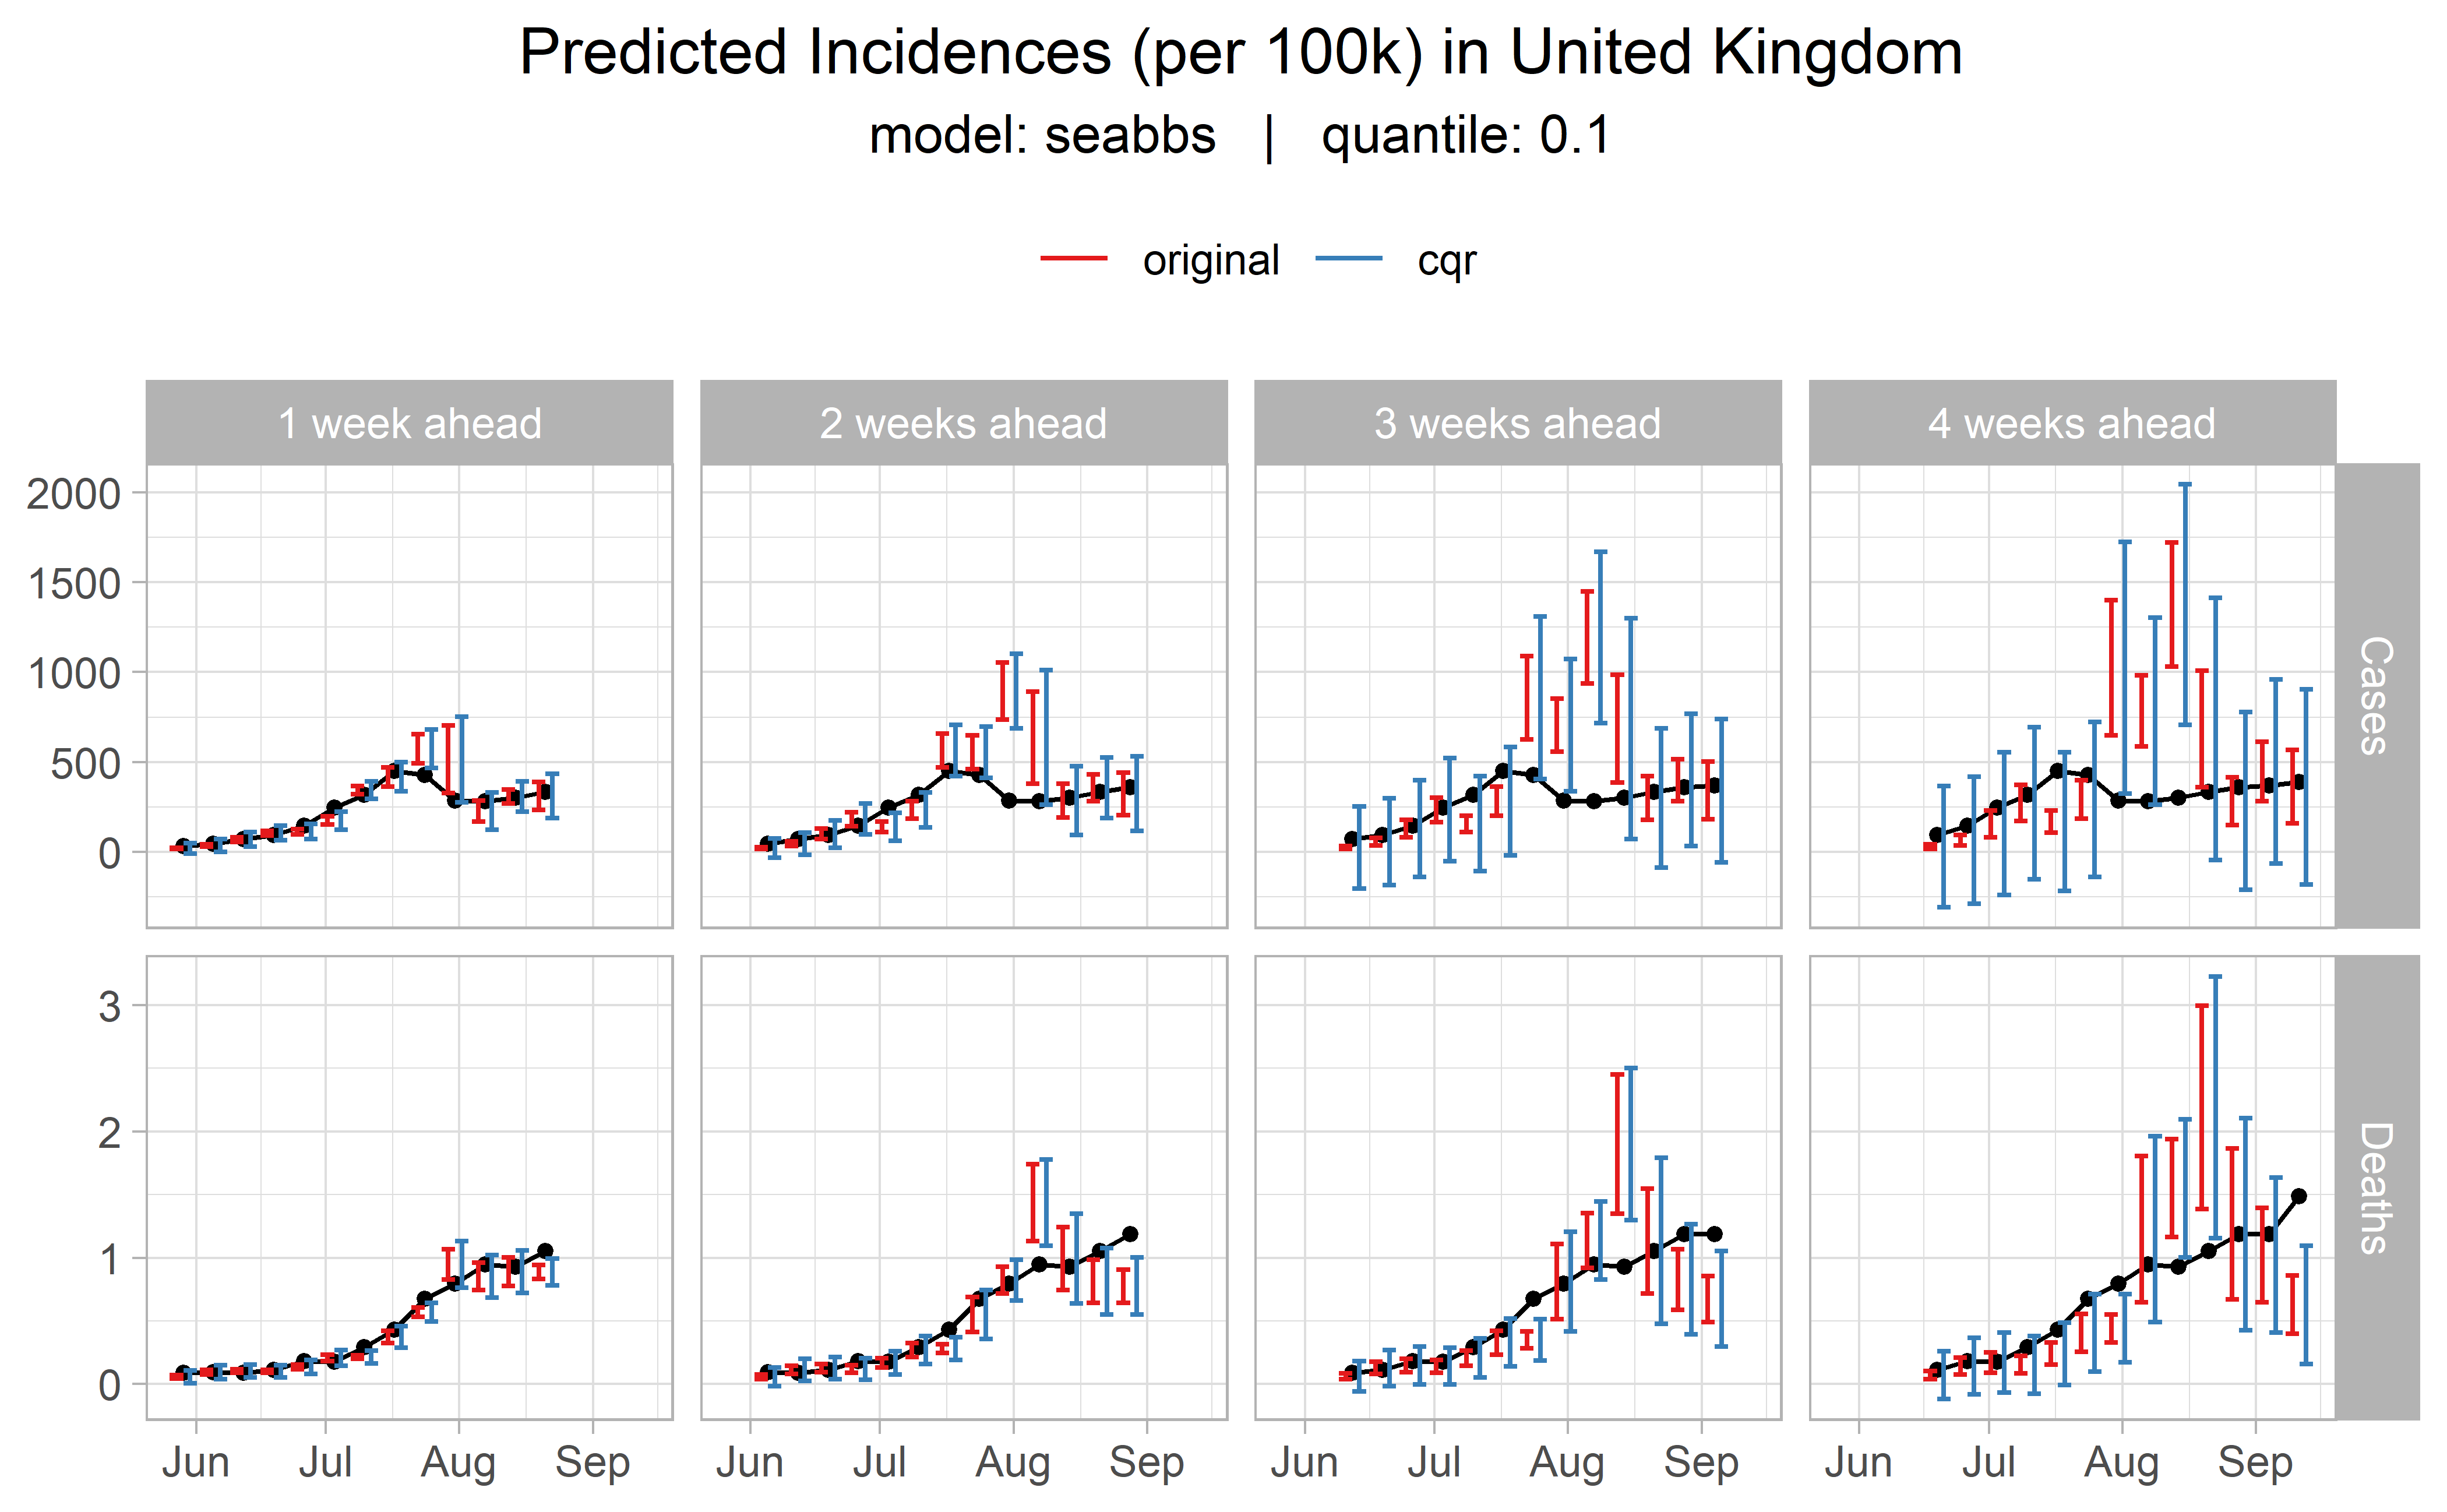 Predicted Incidences (per 100k) in United Kingdom
model: seabbs | quantile: 0.1
original cqr
1 week ahead 2 weeks ahead 3 weeks ahead 4 weeks ahead
2000
1500
1000
500
0
Cases
3
2
1
0
Deaths
Jun Jul Aug Sep Jun Jul Aug Sep Jun Jul Aug Sep Jun Jul Aug Sep